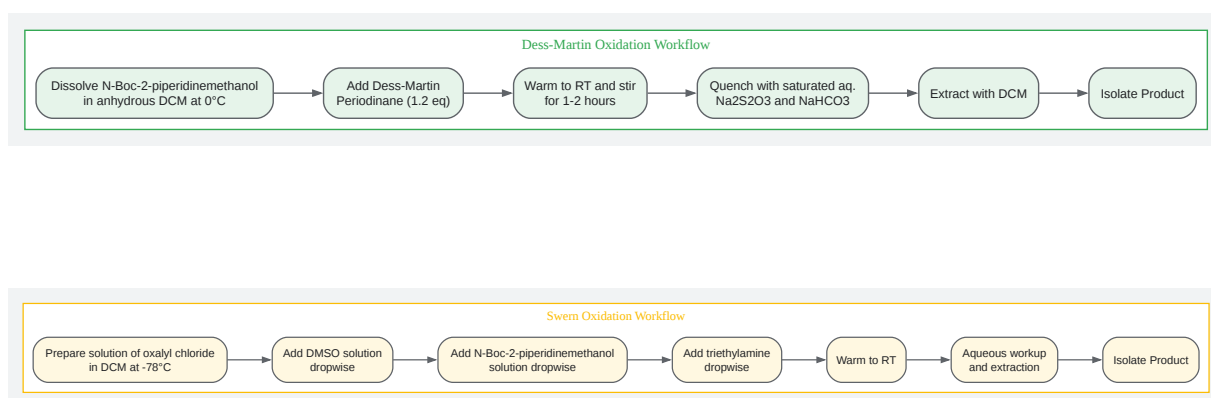 Dess-Martin Oxidation Workflow
Dissolve N-Boc-2-piperidinemethanol
in anhydrous DCM at 0°C
Add Dess-Martin
Periodinane (1.2 eq)
Warm to RT and stir
for 1-2 hours
Quench with saturated aq.
Na2S2O3 and NaHCO3
Extract with DCM
Isolate Product
Swern Oxidation Workflow
Prepare solution of oxalyl chloride
in DCM at -78°C
Add DMSO solution
dropwise
Add N-Boc-2-piperidinemethanol
solution dropwise
Add triethylamine
dropwise
Warm to RT
Aqueous workup
and extraction
Isolate Product